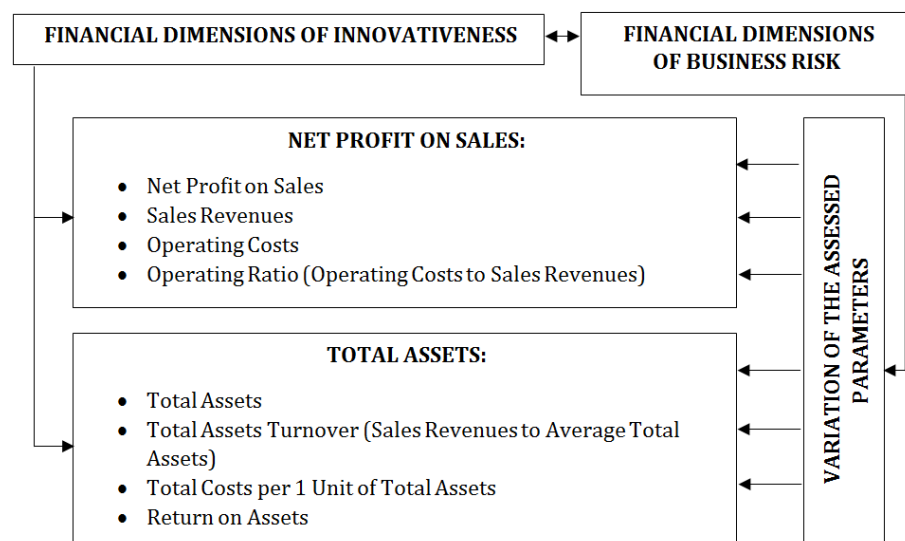 FINANCIAL DIMENSIONS OF INNOVATIVENESS
FINANCIAL DIMENSIONS
OF BUSINESS RISK
NET PROFIT ON SALES:
• Net Profit on Sales
• Sales Revenues
• Operating Costs
• Operating Ratio (Operating Costs to Sales Revenues)
TOTAL ASSETS:
• Total Assets
• Total Assets Turnover (Sales Revenues to Average Total
Assets)
• Total Costs per 1 Unit of Total Assets
• Return on Assets
VARIATION OF THE ASSESSED
PARAMETERS